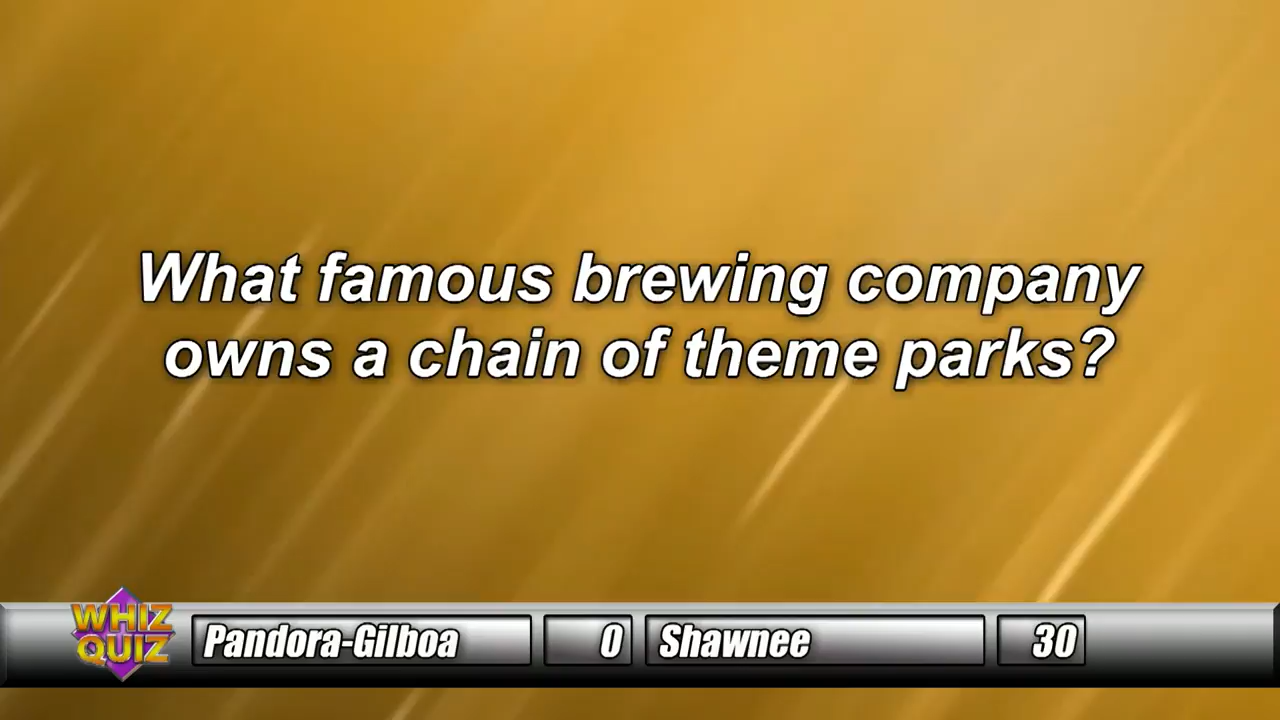 What famous brewing company
owns a chain of theme parks?
WHIZ
QUIZ
Pandora-Gilboa 0 Shawnee 30